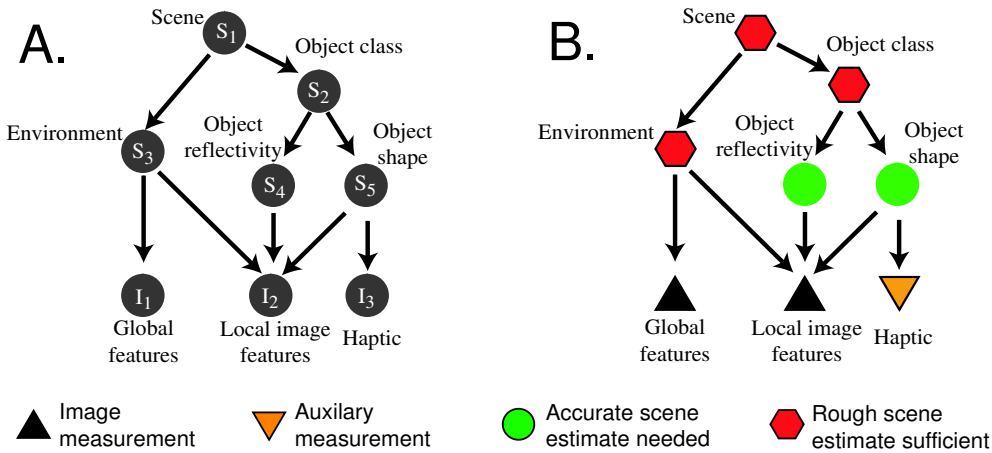 A.
Scene
S1
Object class
S2
Environment
S3
Object
reflectivity
S4
Object
shape
S5
I1
I2
I3
Global
features
Local image
features
Haptic
B.
Scene
Object class
Environment
Object
reflectivity
Object
shape
Global
features
Local image
features
Haptic
Image
measurement
Auxilary
measurement
Accurate scene
estimate needed
Rough scene
estimate sufficient